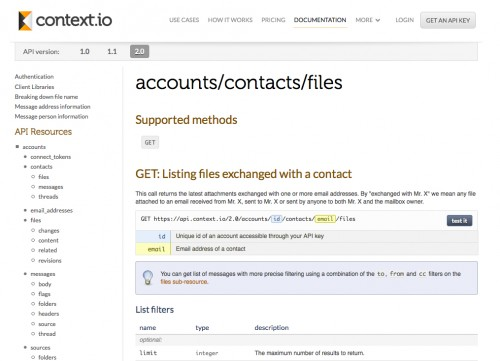 context.io
USE CASES HOW IT WORKS PRICING DOCUMENTATION MORE LOGIN GET AN API KEY
API version: 1.0 1.1 2.0
Authentication
Client Libraries
Breaking down file name
Message address information
Message person information
API Resources
accounts
connect_tokens
contacts
files
messages
threads
email_addresses
files
changes
content
related
revisions
messages
body
flags
folders
headers
source
thread
sources
folders
accounts/contacts/files
Supported methods
GET
GET: Listing files exchanged with a contact
This call returns the latest attachments exchanged with one or more email addresses. By "exchanged with Mr. X" we mean any file
attached to an email received from Mr. X, sent to Mr. X or sent by anyone to both Mr. X and the mailbox owner.
GET https://api.context.io/2.0/accounts/id/contacts/email/files test it
id Unique id of an account accessible through your API key
email Email address of a contact
You can get list of messages with more precise filtering using a combination of the to, from and cc filters on the
files sub-resource.
List filters
name type description
optional:
limit integer The maximum number of results to return.